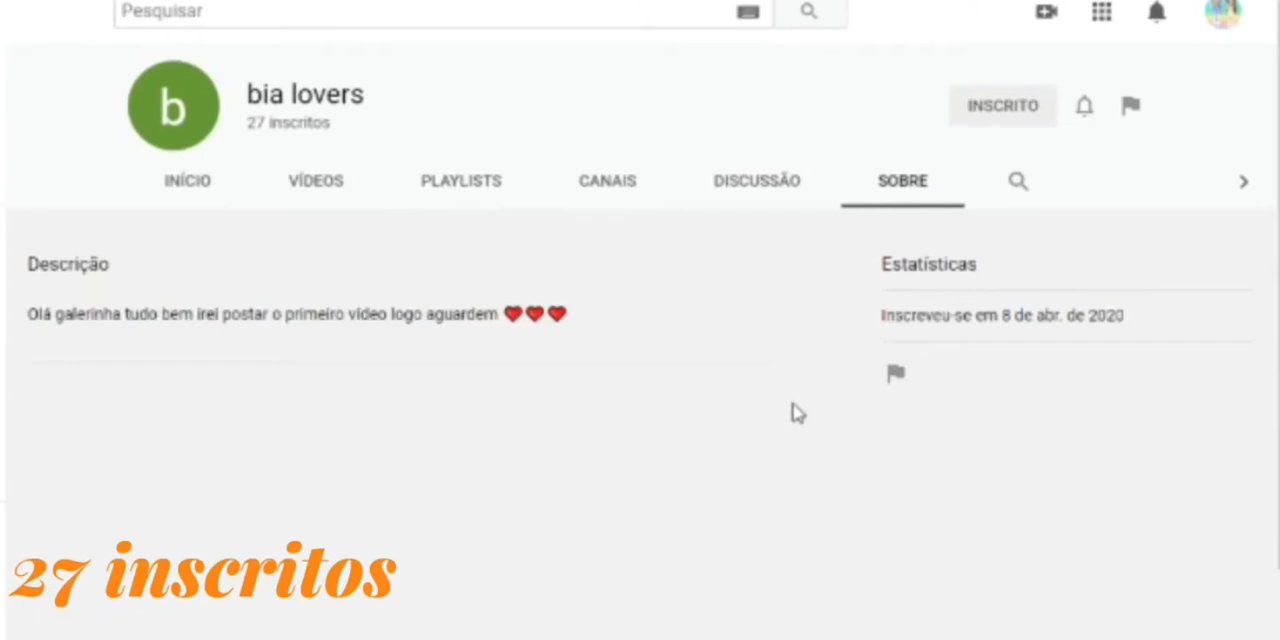 Pesquisar
b
bia lovers
27 inscritos
INSCRITO
INÍCIO VÍDEOS PLAYLISTS CANAIS DISCUSSÃO SOBRE
Descrição
Olá galerinha tudo bem irei postar o primeiro vídeo logo aguardem ❤️❤️❤️
Estatísticas
Inscreveu-se em 8 de abr. de 2020
27 inscritos